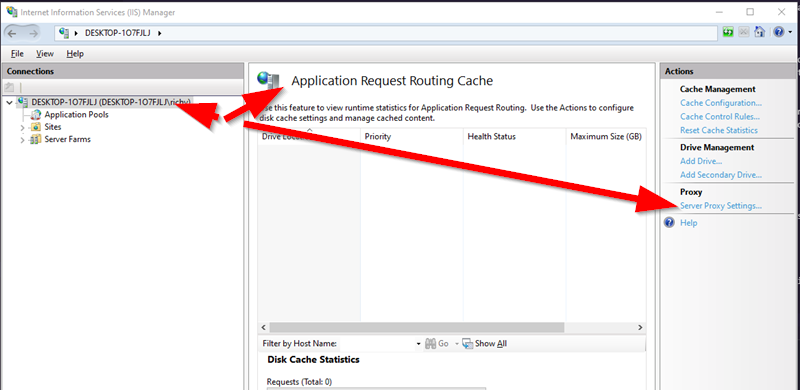 Internet Information Services (IIS) Manager
DESKTOP-1O7FJLJ
File View Help
Connections
DESKTOP-1O7FJLJ (DESKTOP-1O7FJLJ\richy)
Application Pools
Sites
Server Farms
Application Request Routing Cache
use this feature to view runtime statistics for Application Request Routing. Use the Actions to configure
disk cache settings and manage cached content.
Drive Priority Health Status Maximum Size (GB)
Filter by Host Name: Go Show All
Disk Cache Statistics
Requests (Total: 0)
Actions
Cache Management
Cache Configuration...
Cache Control Rules...
Reset Cache Statistics
Drive Management
Add Drive...
Add Secondary Drive...
Proxy
Server Proxy Settings...
Help